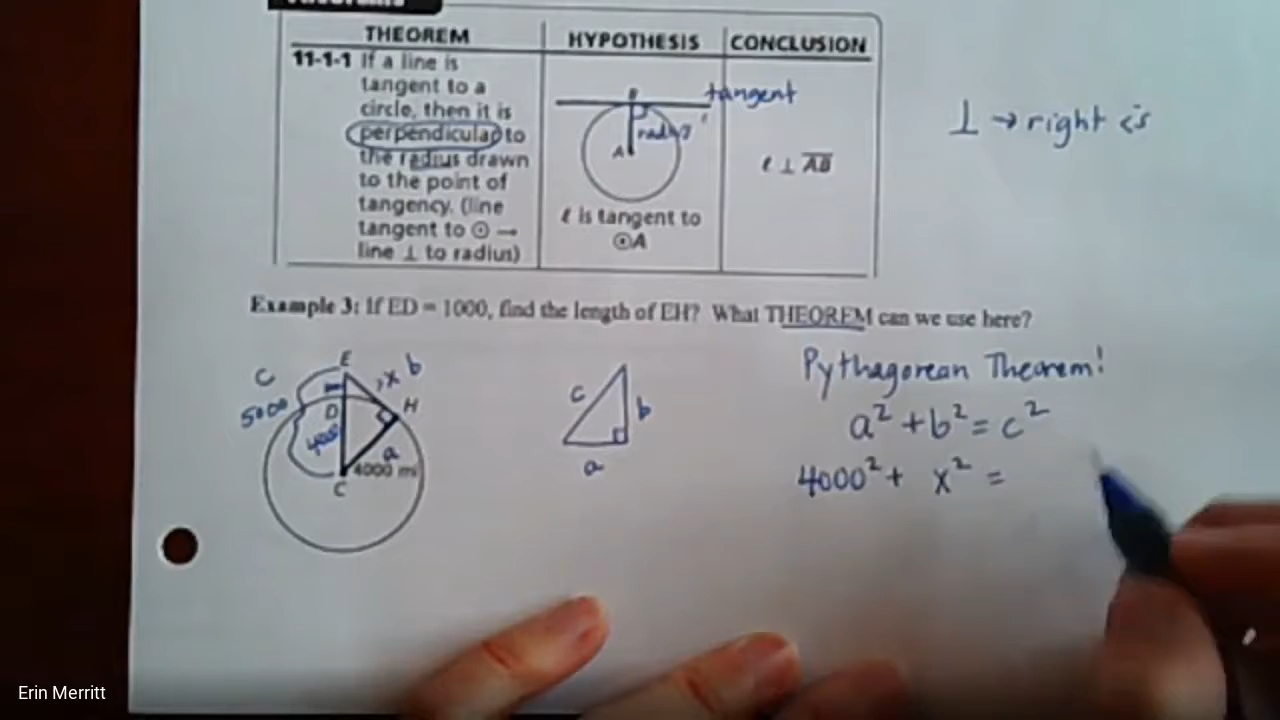 THEOREM HYPOTHESIS CONCLUSION
11-1-1 If a line is
tangent to a
circle, then it is
perpendicular to
the radius drawn
to the point of
tangency. (line
tangent to ⊙ →
line ⊥ to radius)
B
tangent
radius
A
ℓ is tangent to
⊙A
ℓ ⊥ AB
⊥ → right ∠s
Example 3: If ED = 1000, find the length of EH? What THEOREM can we use here?
E
b
x
c
5000
D
H
4000
a
4000 mi
C
c
b
a
Pythagorean Theorem!
a² + b² = c²
4000² + x² =
Erin Merritt